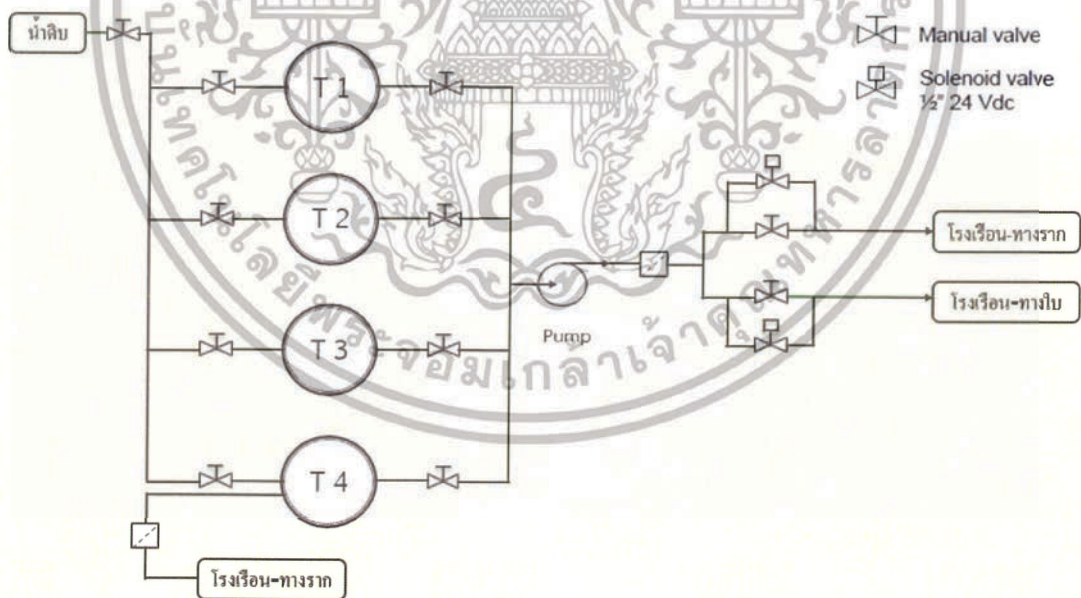 น้ำดิบ
Manual valve
Solenoid valve
½" 24 Vdc
T 1
T 2
T 3
T 4
Pump
โรงเรือน-ทางราก
โรงเรือน-ทางใบ
โรงเรือน-ทางราก